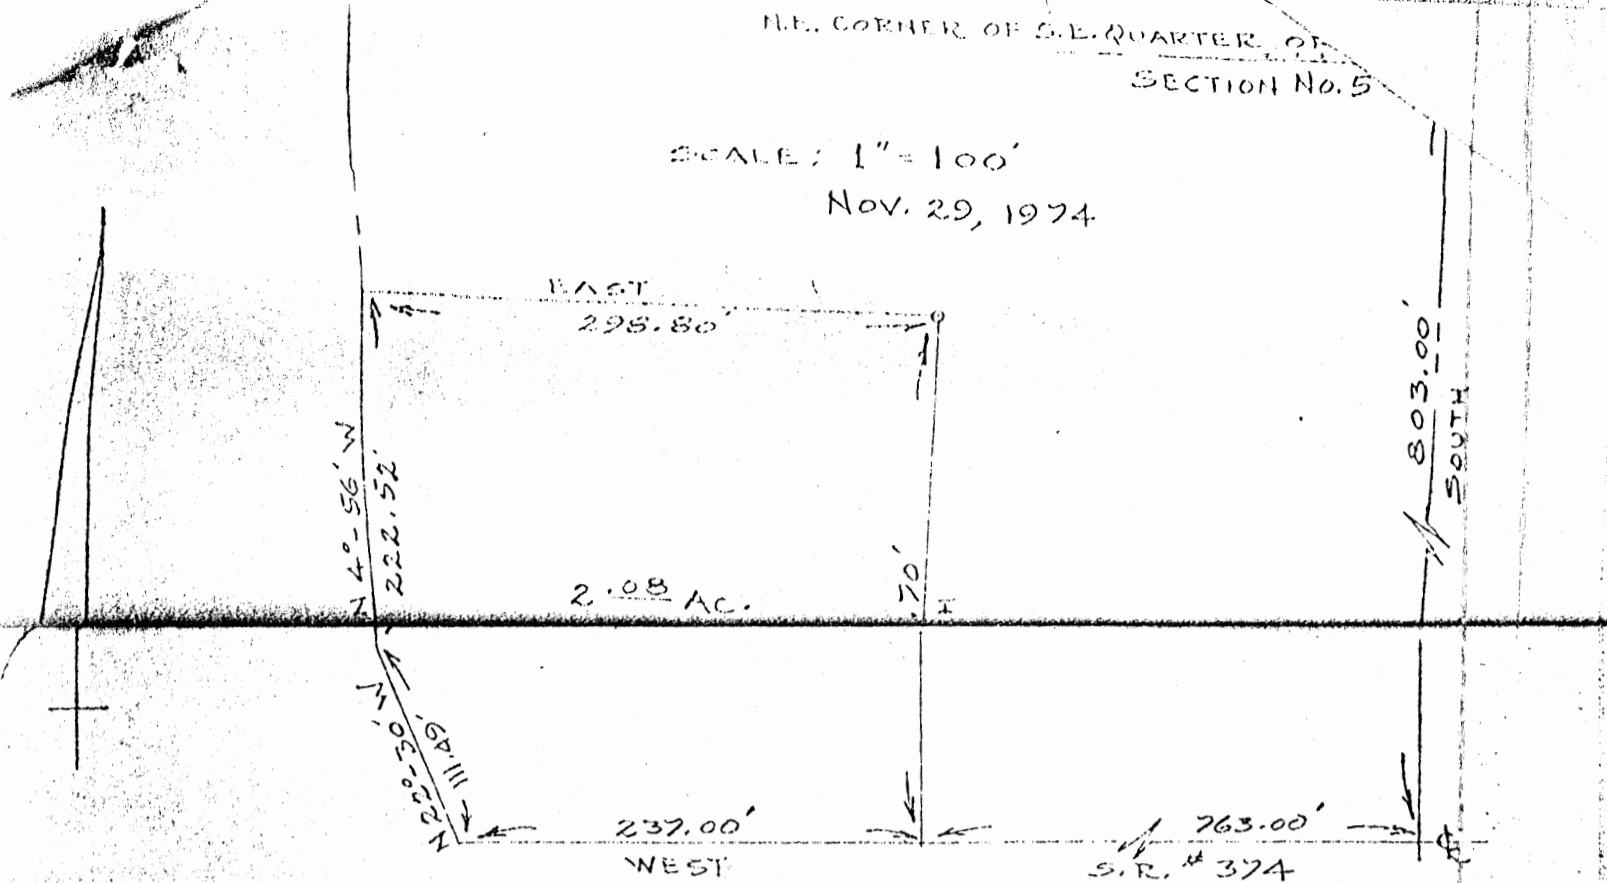 N.E. CORNER OF S.E. QUARTER OF
SECTION No. 5
SCALE: 1" = 100'
Nov. 29, 1974
EAST
298.80'
803.00'
SOUTH
N 4°-56' W
222.52'
2.08 AC.
.70'
N 22°-30' W
111.49'
237.00'
WEST
763.00'
S.R. # 374